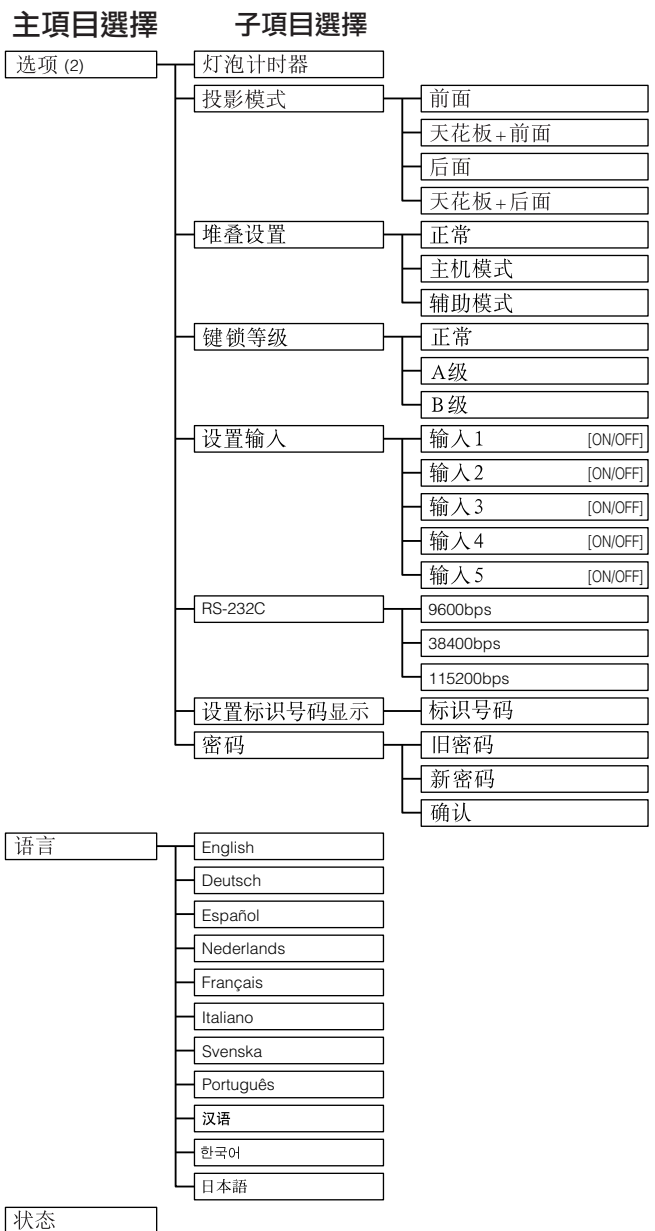 主項目選擇 子項目選擇
选项 (2) 灯泡计时器
投影模式 前面
天花板+前面
后面
天花板+后面
堆叠设置 正常
主机模式
辅助模式
键锁等级 正常
A级
B级
设置输入 输入1 [ON/OFF]
输入2 [ON/OFF]
输入3 [ON/OFF]
输入4 [ON/OFF]
输入5 [ON/OFF]
RS-232C 9600bps
38400bps
115200bps
设置标识号码显示 标识号码
密码 旧密码
新密码
确认
语言 English
Deutsch
Español
Nederlands
Français
Italiano
Svenska
Português
汉语
한국어
日本語
状态